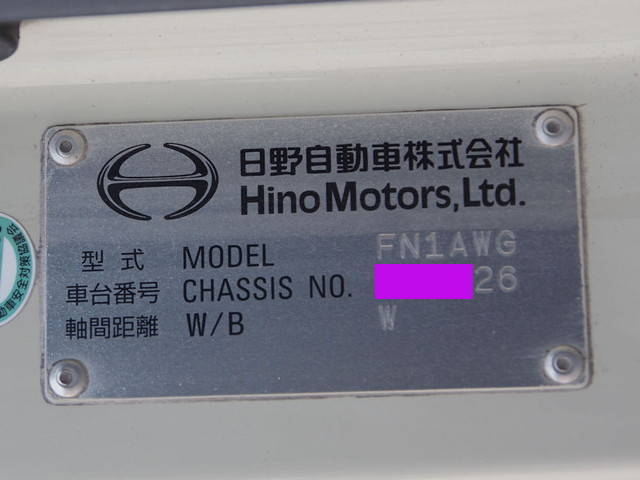 日野自動車株式会社
Hino Motors, Ltd.
型式 MODEL FN1AWG
車台番号 CHASSIS NO. 26
軸間距離 W/B W